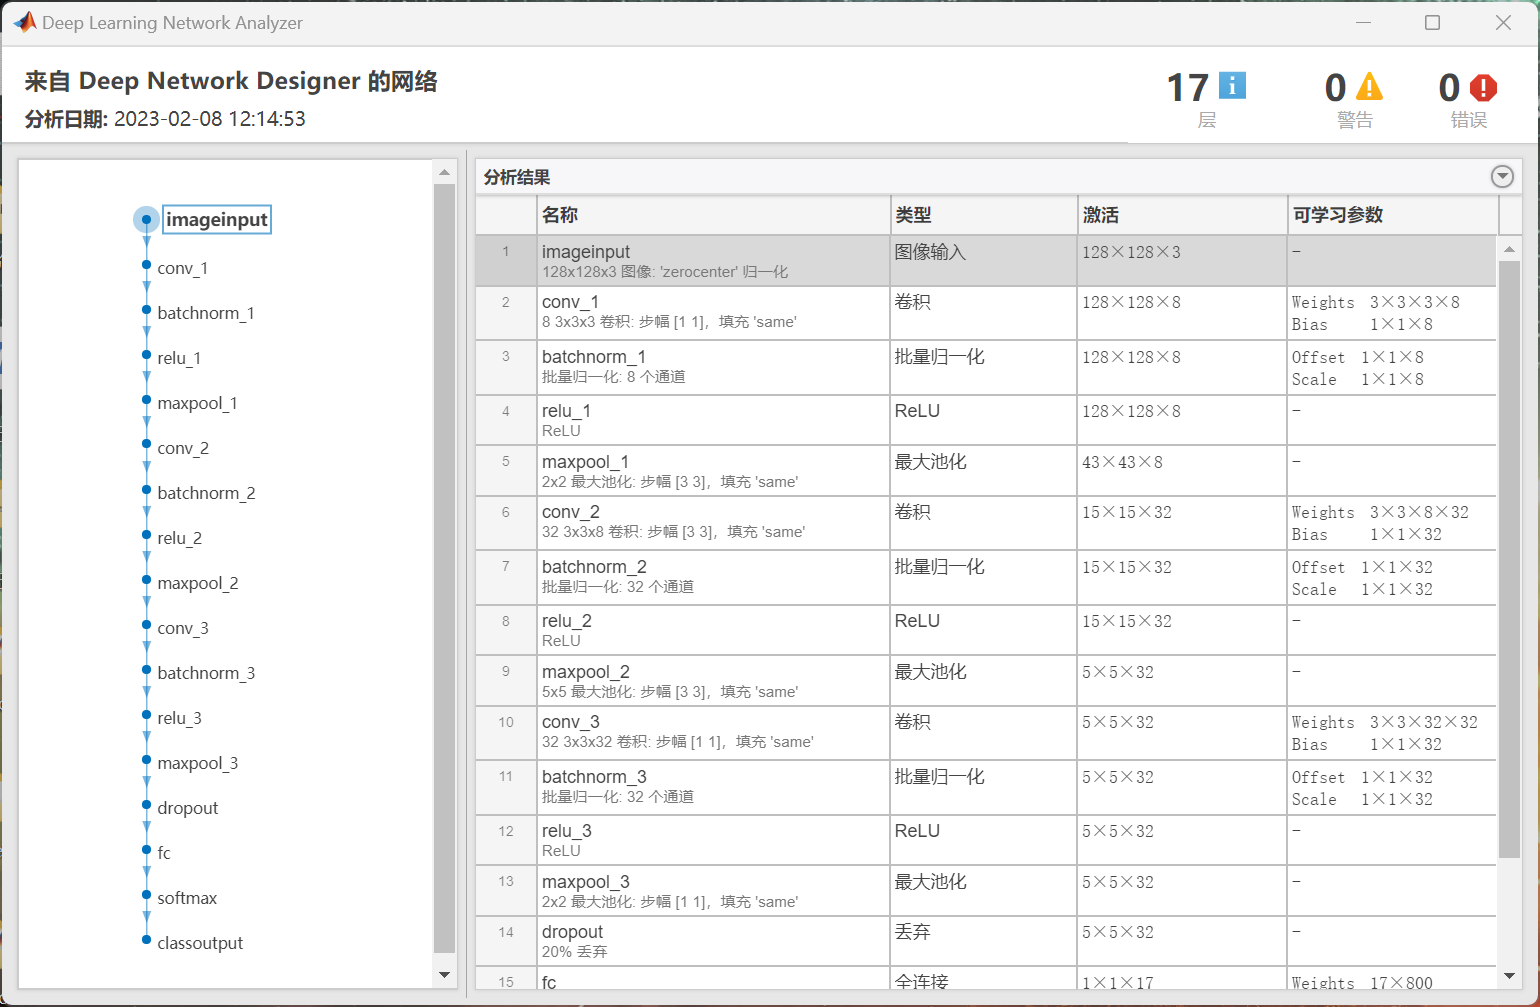 Deep Learning Network Analyzer
来自 Deep Network Designer 的网络
分析日期: 2023-02-08 12:14:53
17 层
0 警告
0 错误
imageinput
conv_1
batchnorm_1
relu_1
maxpool_1
conv_2
batchnorm_2
relu_2
maxpool_2
conv_3
batchnorm_3
relu_3
maxpool_3
dropout
fc
softmax
classoutput
分析结果
名称 类型 激活 可学习参数
1 imageinput 图像输入 128×128×3 -
128x128x3 图像: 'zerocenter' 归一化
2 conv_1 卷积 128×128×8 Weights 3×3×3×8
8 3x3x3 卷积: 步幅 [1 1]，填充 'same' Bias 1×1×8
3 batchnorm_1 批量归一化 128×128×8 Offset 1×1×8
批量归一化: 8 个通道 Scale 1×1×8
4 relu_1 ReLU 128×128×8 -
ReLU
5 maxpool_1 最大池化 43×43×8 -
2x2 最大池化: 步幅 [3 3]，填充 'same'
6 conv_2 卷积 15×15×32 Weights 3×3×8×32
32 3x3x8 卷积: 步幅 [3 3]，填充 'same' Bias 1×1×32
7 batchnorm_2 批量归一化 15×15×32 Offset 1×1×32
批量归一化: 32 个通道 Scale 1×1×32
8 relu_2 ReLU 15×15×32 -
ReLU
9 maxpool_2 最大池化 5×5×32 -
5x5 最大池化: 步幅 [3 3]，填充 'same'
10 conv_3 卷积 5×5×32 Weights 3×3×32×32
32 3x3x32 卷积: 步幅 [1 1]，填充 'same' Bias 1×1×32
11 batchnorm_3 批量归一化 5×5×32 Offset 1×1×32
批量归一化: 32 个通道 Scale 1×1×32
12 relu_3 ReLU 5×5×32 -
ReLU
13 maxpool_3 最大池化 5×5×32 -
2x2 最大池化: 步幅 [1 1]，填充 'same'
14 dropout 丢弃 5×5×32 -
20% 丢弃
15 fc 全连接 1×1×17 Weights 17×800